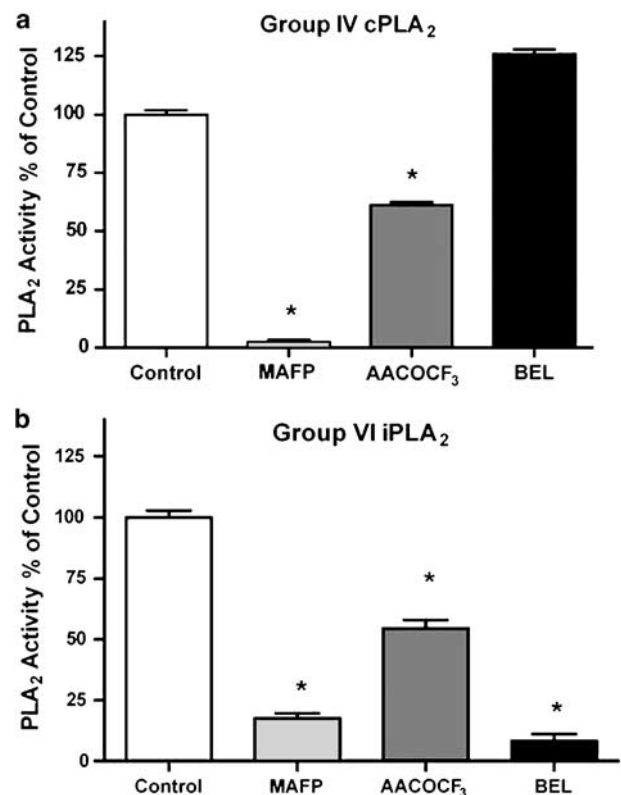 a
Group IV cPLA₂
PLA₂ Activity % of Control
125
100
75
50
25
0
*
*
Control MAFP AACOCF₃ BEL
b
Group VI iPLA₂
PLA₂ Activity % of Control
125
100
75
50
25
0
*
*
*
Control MAFP AACOCF₃ BEL